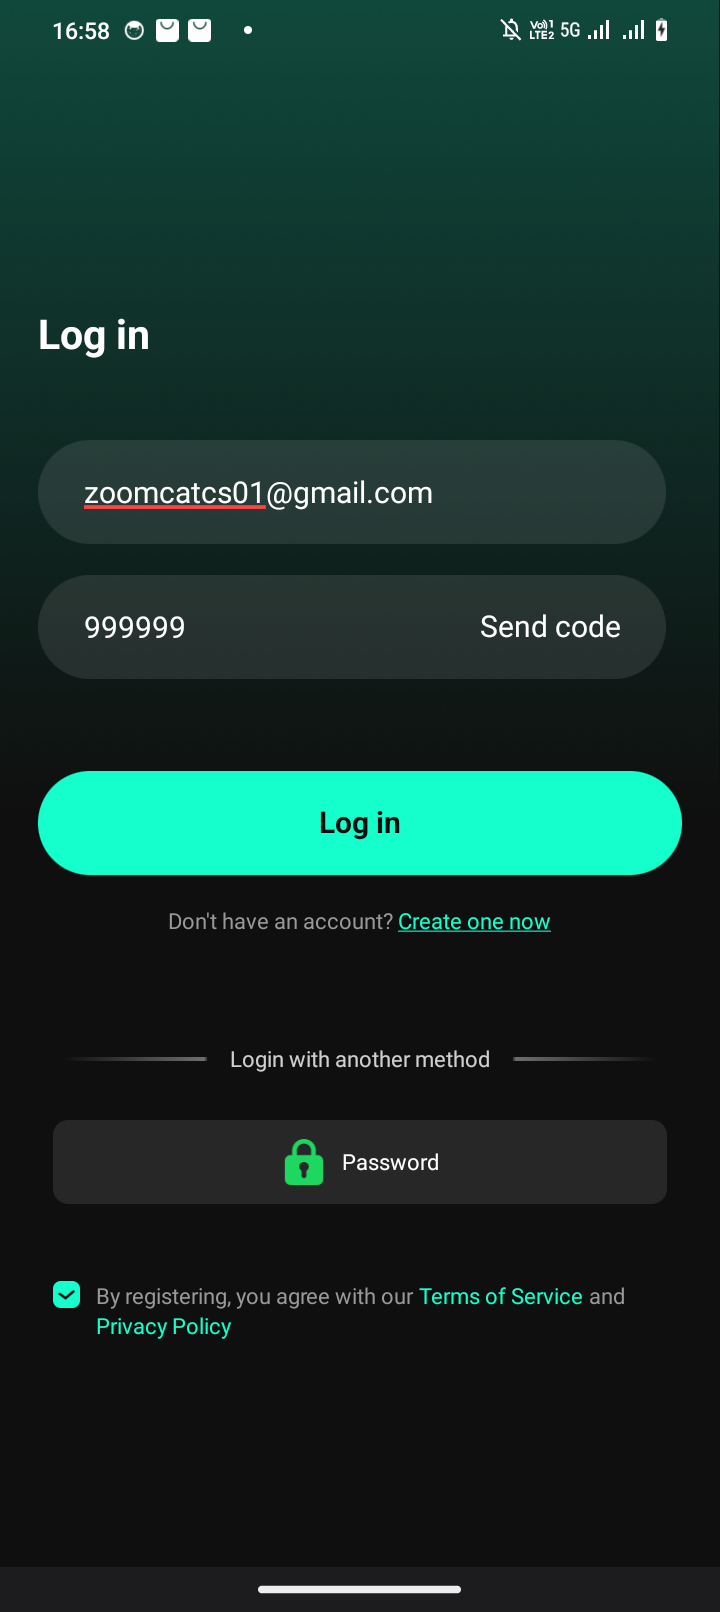 16:58
Vo)) 1
LTE2 5G
Log in
zoomcatcs01@gmail.com
999999 Send code
Log in
Don't have an account? Create one now
Login with another method
Password
By registering, you agree with our Terms of Service and
Privacy Policy